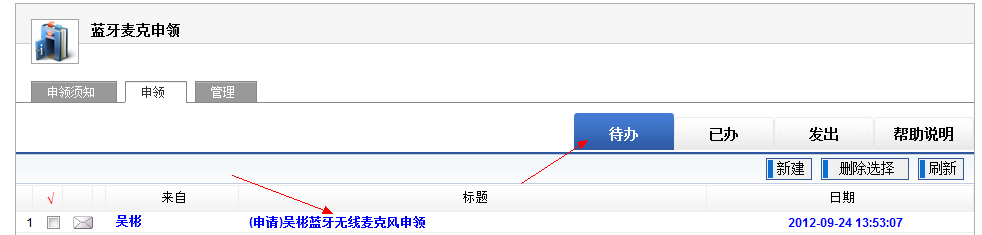 蓝牙麦克申领
申领须知 申领 管理
待办 已办 发出 帮助说明
新建 删除选择 刷新
√ 来自 标题 日期
1 吴彬 (申请)吴彬蓝牙无线麦克风申领 2012-09-24 13:53:07